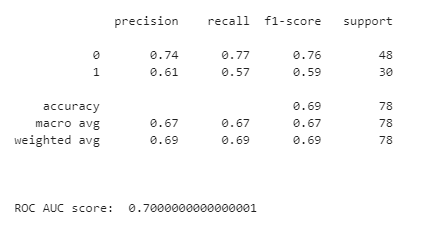 precision recall f1-score support
0 0.74 0.77 0.76 48
1 0.61 0.57 0.59 30
accuracy 0.69 78
macro avg 0.67 0.67 0.67 78
weighted avg 0.69 0.69 0.69 78
ROC AUC score: 0.7000000000000001